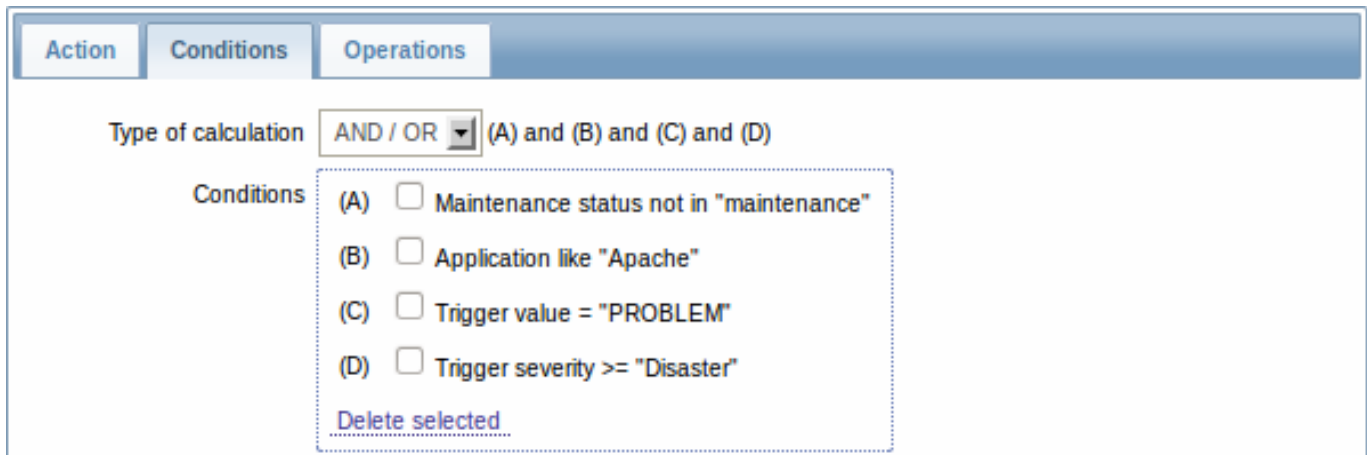 Action Conditions Operations
Type of calculation AND / OR (A) and (B) and (C) and (D)
Conditions (A) Maintenance status not in "maintenance"
(B) Application like "Apache"
(C) Trigger value = "PROBLEM"
(D) Trigger severity >= "Disaster"
Delete selected